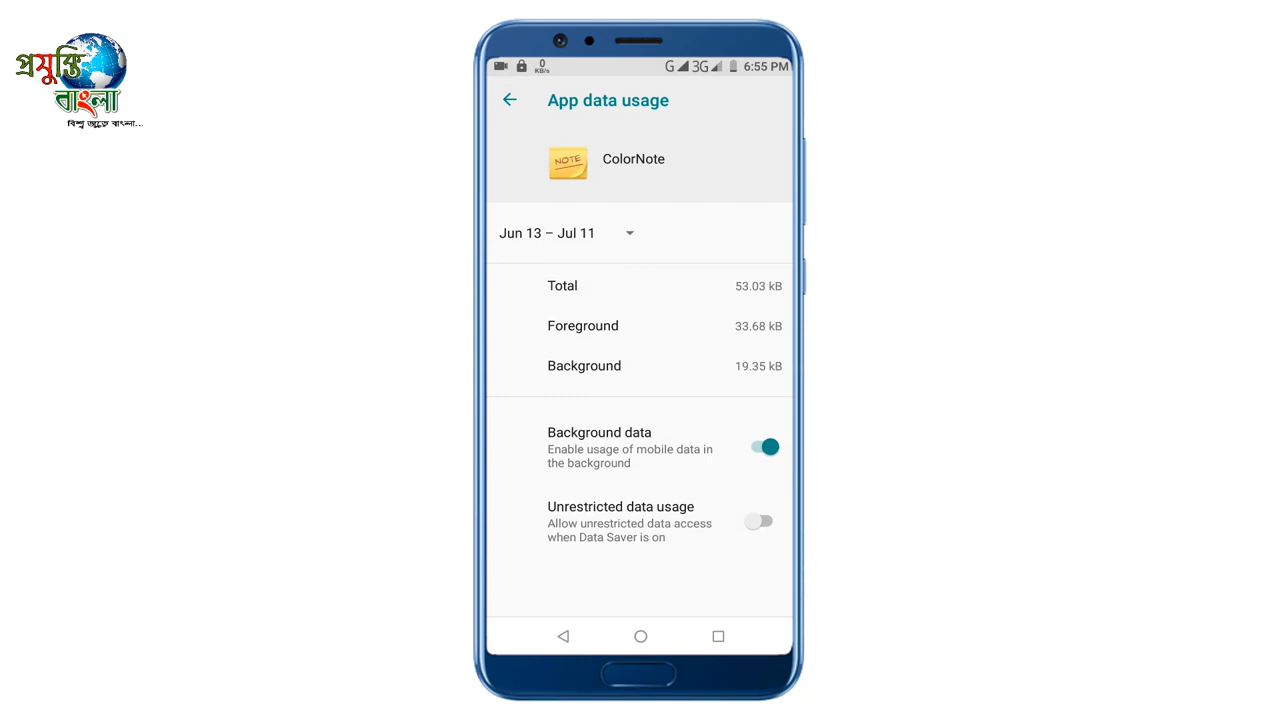 প্রযুক্তি
বাংলা
বিশ্ব জুড়ে বাংলা...
0
KB/s
G 3G 6:55 PM
App data usage
NOTE
ColorNote
Jun 13 – Jul 11
Total 53.03 kB
Foreground 33.68 kB
Background 19.35 kB
Background data
Enable usage of mobile data in
the background
Unrestricted data usage
Allow unrestricted data access
when Data Saver is on